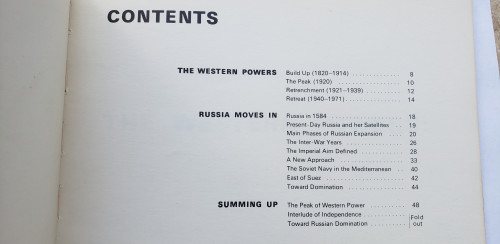 CONTENTS
THE WESTERN POWERS Build Up (1820–1914) 8
The Peak (1920) 10
Retrenchment (1921–1939) 12
Retreat (1940–1971) 14
RUSSIA MOVES IN Russia in 1584 18
Present-Day Russia and her Satellites 19
Main Phases of Russian Expansion 20
The Inter-War Years 26
The Imperial Aim Defined 28
A New Approach 33
The Soviet Navy in the Mediterranean 40
East of Suez 42
Toward Domination 44
SUMMING UP The Peak of Western Power 48
Interlude of Independence Fold
Toward Russian Domination out